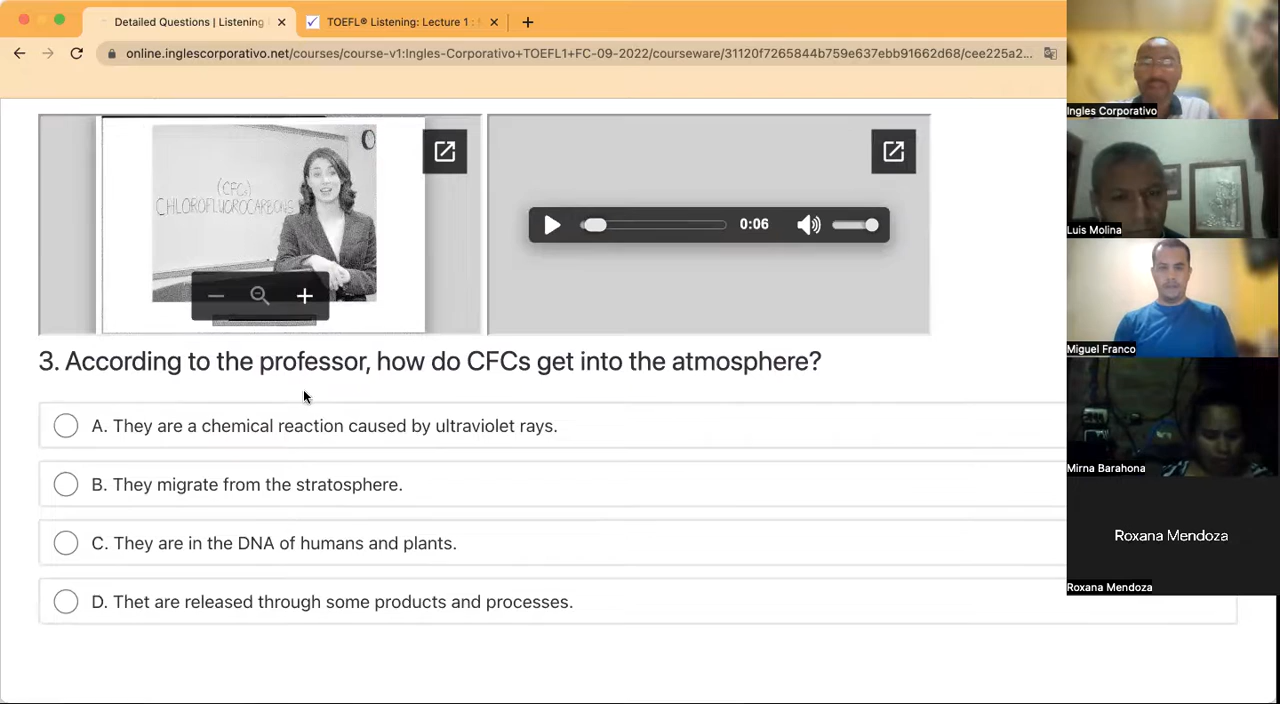 Detailed Questions | Listening
TOEFL® Listening: Lecture 1 :
online.inglescorporativo.net/courses/course-v1:Ingles-Corporativo+TOEFL1+FC-09-2022/courseware/31120f7265844b759e637ebb91662d68/cee225a2...
(CFCs)
CHLOROFLUOROCARBONS
0:06
3. According to the professor, how do CFCs get into the atmosphere?
A. They are a chemical reaction caused by ultraviolet rays.
B. They migrate from the stratosphere.
C. They are in the DNA of humans and plants.
D. Thet are released through some products and processes.
Ingles Corporativo
Luis Molina
Miguel Franco
Mirna Barahona
Roxana Mendoza
Roxana Mendoza